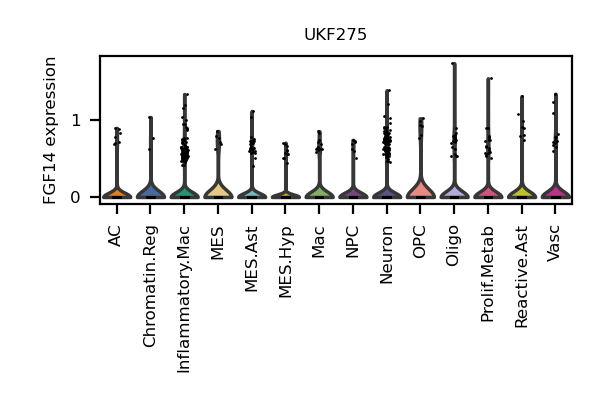 UKF275
FGF14 expression
1
0
AC
Chromatin.Reg
Inflammatory.Mac
MES
MES.Ast
MES.Hyp
Mac
NPC
Neuron
OPC
Oligo
Prolif.Metab
Reactive.Ast
Vasc